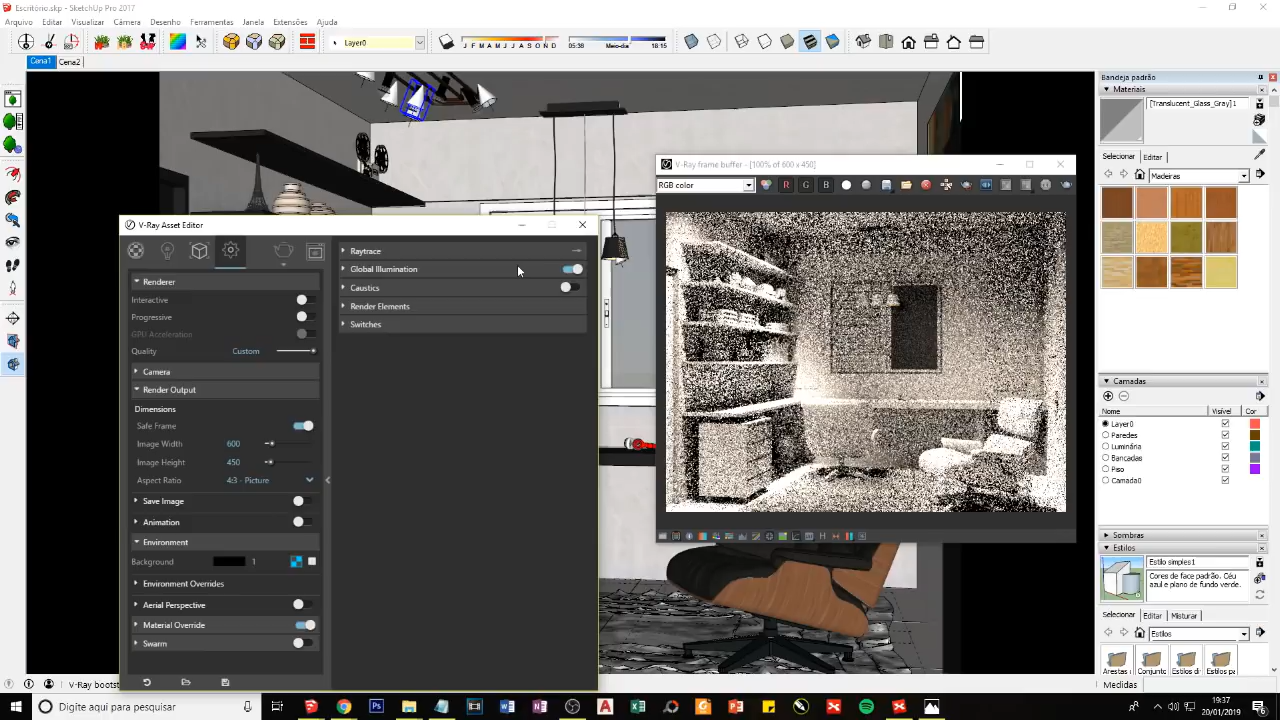 Escritório.skp - SketchUp Pro 2017
Arquivo Editar Visualizar Câmera Desenho Ferramentas Janela Extensões Ajuda
Layer0
J F M A M J J A S O N D
05:38 Meio-dia 18:15
Cena1 Cena2
Bandeja padrão
Materiais
[Translucent_Glass_Gray]1
Selecionar Editar
Madeiras
V-Ray frame buffer - [100% of 600 x 450]
RGB color
R G B
V-Ray Asset Editor
Renderer
Interactive
Progressive
GPU Acceleration
Quality Custom
Camera
Render Output
Dimensions
Safe Frame
Image Width 600
Image Height 450
Aspect Ratio 4:3 - Picture
Save Image
Animation
Environment
Background 1
Environment Overrides
Aerial Perspective
Material Override
Swarm
Raytrace
Global Illumination
Caustics
Render Elements
Switches
H
Camadas
Nome Visível Cor
Layer0
Paredes
Luminária
Bancadas
Piso
Camada0
Sombras
Estilos
Estilo simples1
Cores de face padrão. Céu
azul e plano de fundo verde.
Selecionar Editar Misturar
Estilos
Arestas Conjunto Estilos di Estilos pa
V-Ray bootst
Medidas
Digite aqui para pesquisar
19:37
20/01/2019